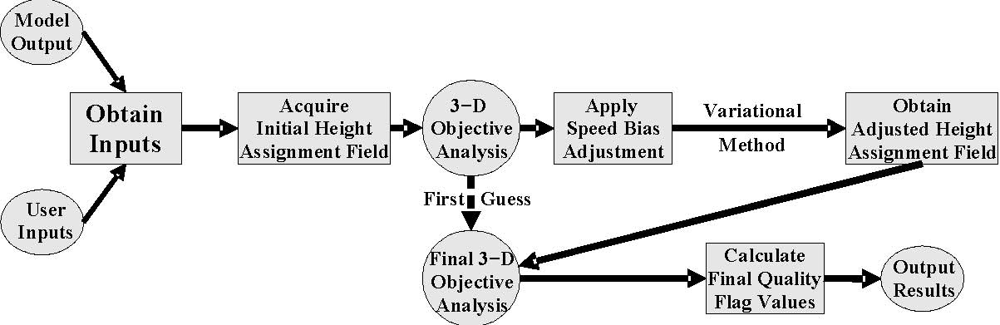 Model
Output
Obtain
Inputs
User
Inputs
Acquire
Initial Height
Assignment Field
3−D
Objective
Analysis
Apply
Speed Bias
Adjustment
Variational
Method
Obtain
Adjusted Height
Assignment Field
First Guess
Final 3−D
Objective
Analysis
Calculate
Final Quality
Flag Values
Output
Results